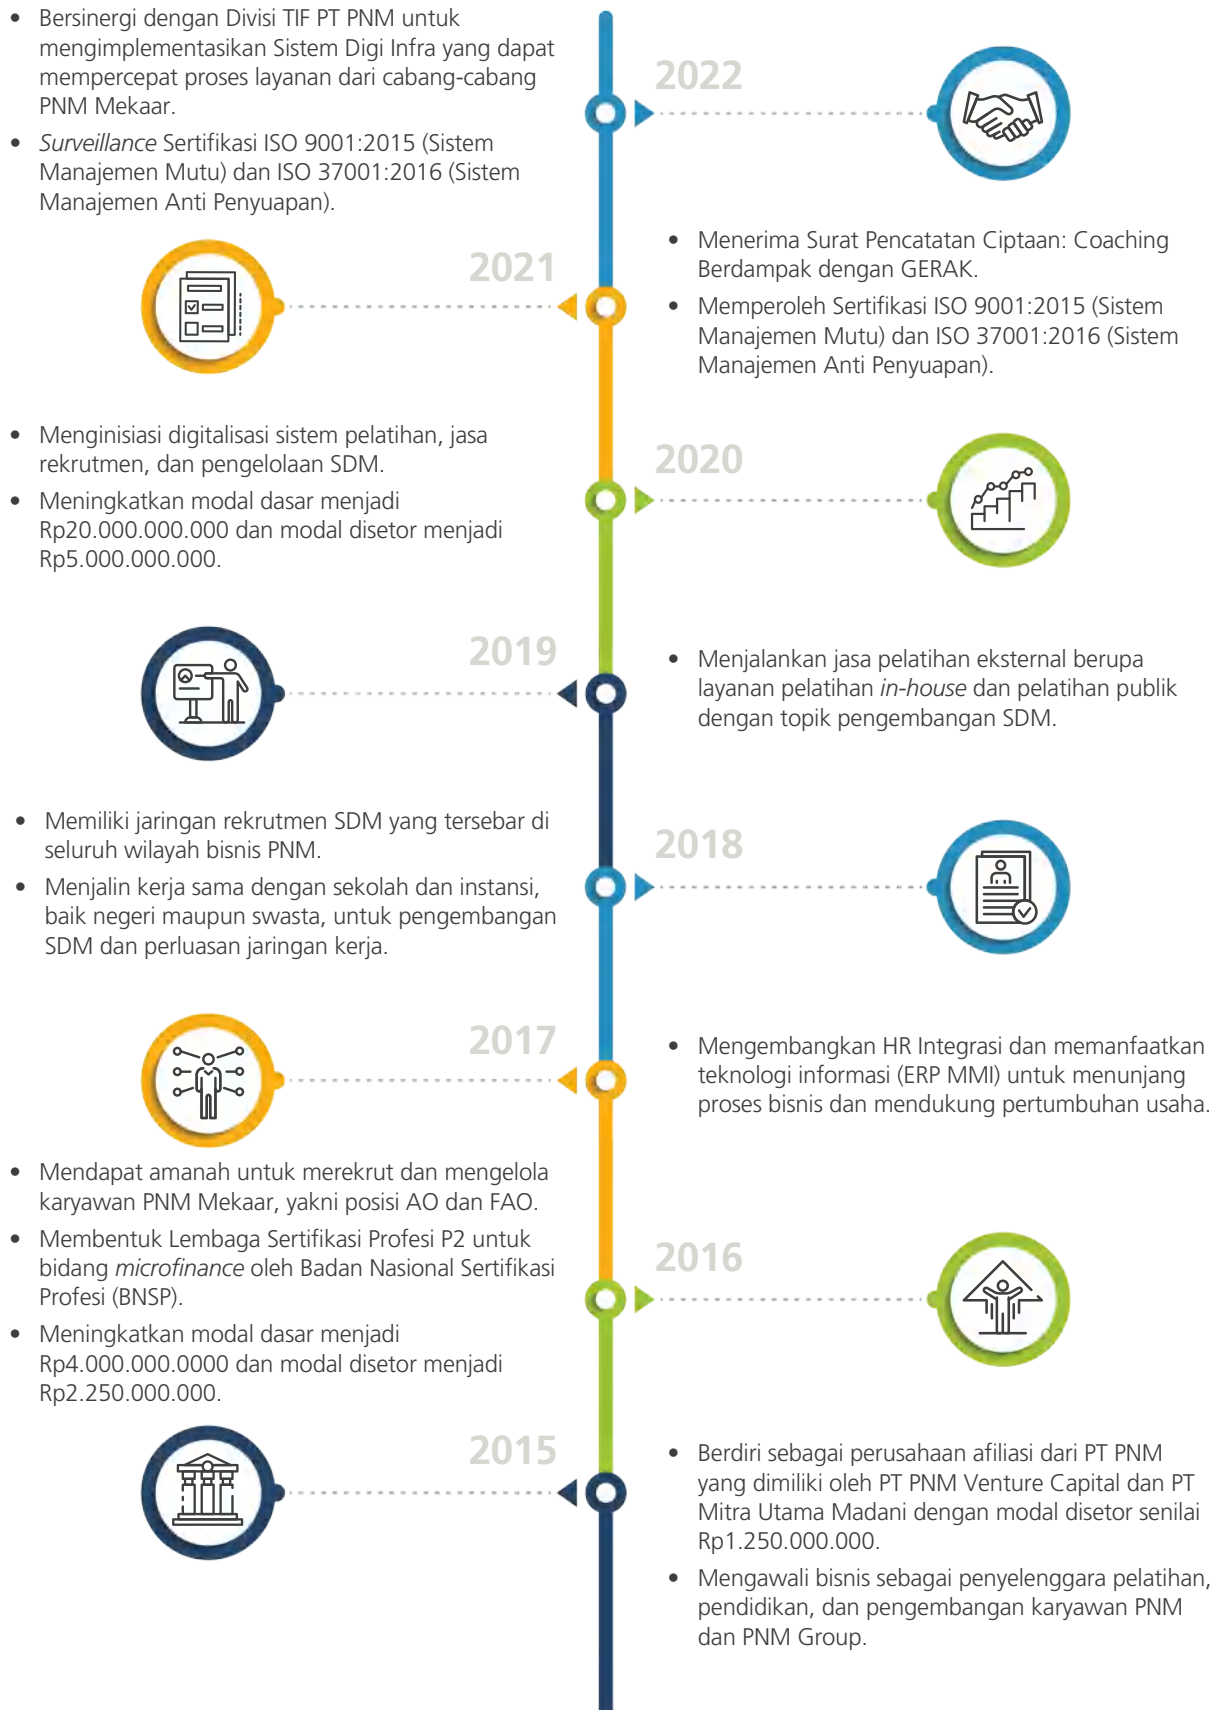 • Bersinergi dengan Divisi TIF PT PNM untuk
mengimplementasikan Sistem Digi Infra yang dapat
mempercepat proses layanan dari cabang-cabang
PNM Mekaar.
• Surveillance Sertifikasi ISO 9001:2015 (Sistem
Manajemen Mutu) dan ISO 37001:2016 (Sistem
Manajemen Anti Penyuapan).
2022
2021
• Menerima Surat Pencatatan Ciptaan: Coaching
Berdampak dengan GERAK.
• Memperoleh Sertifikasi ISO 9001:2015 (Sistem
Manajemen Mutu) dan ISO 37001:2016 (Sistem
Manajemen Anti Penyuapan).
• Menginisiasi digitalisasi sistem pelatihan, jasa
rekrutmen, dan pengelolaan SDM.
• Meningkatkan modal dasar menjadi
Rp20.000.000.000 dan modal disetor menjadi
Rp5.000.000.000.
2020
2019
• Menjalankan jasa pelatihan eksternal berupa
layanan pelatihan in-house dan pelatihan publik
dengan topik pengembangan SDM.
• Memiliki jaringan rekrutmen SDM yang tersebar di
seluruh wilayah bisnis PNM.
• Menjalin kerja sama dengan sekolah dan instansi,
baik negeri maupun swasta, untuk pengembangan
SDM dan perluasan jaringan kerja.
2018
2017
• Mengembangkan HR Integrasi dan memanfaatkan
teknologi informasi (ERP MMI) untuk menunjang
proses bisnis dan mendukung pertumbuhan usaha.
• Mendapat amanah untuk merekrut dan mengelola
karyawan PNM Mekaar, yakni posisi AO dan FAO.
• Membentuk Lembaga Sertifikasi Profesi P2 untuk
bidang microfinance oleh Badan Nasional Sertifikasi
Profesi (BNSP).
• Meningkatkan modal dasar menjadi
Rp4.000.000.0000 dan modal disetor menjadi
Rp2.250.000.000.
2016
2015
• Berdiri sebagai perusahaan afiliasi dari PT PNM
yang dimiliki oleh PT PNM Venture Capital dan PT
Mitra Utama Madani dengan modal disetor senilai
Rp1.250.000.000.
• Mengawali bisnis sebagai penyelenggara pelatihan,
pendidikan, dan pengembangan karyawan PNM
dan PNM Group.